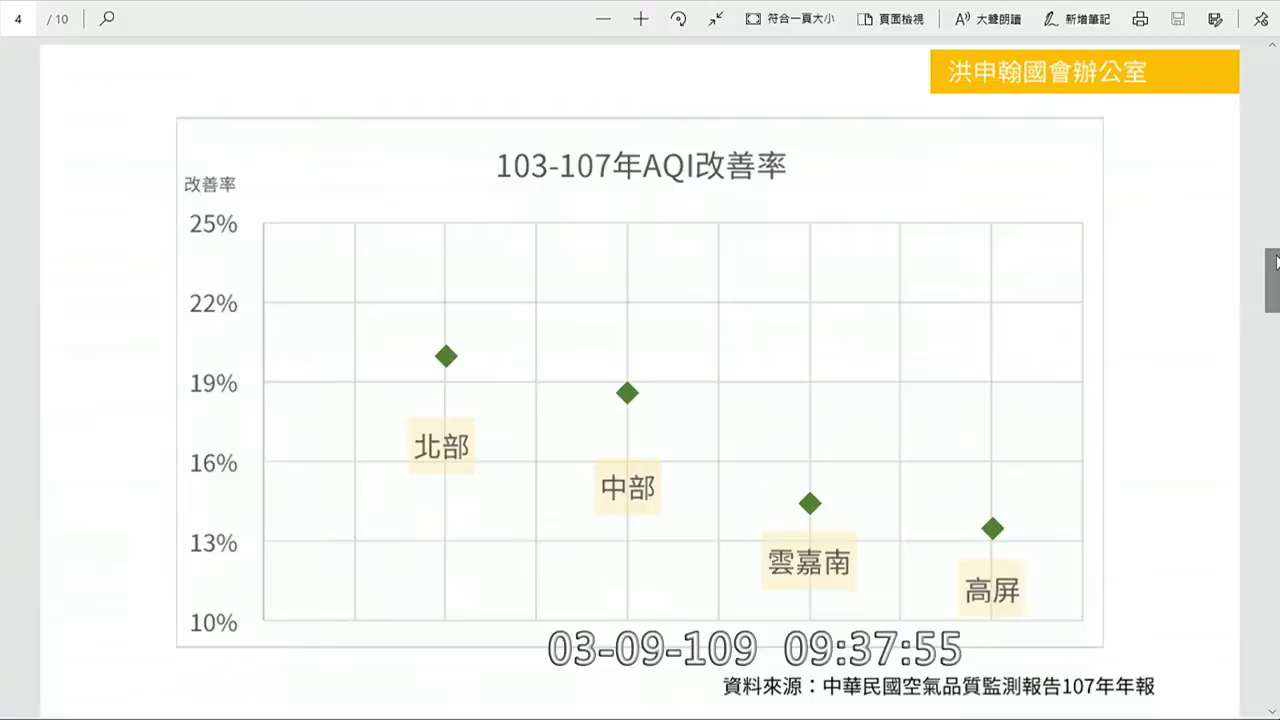 4 / 10 符合一頁大小 頁面檢視 大聲朗讀 新增筆記
洪申翰國會辦公室
103-107年AQI改善率
改善率
25%
22%
19%
16%
13%
10%
北部
中部
雲嘉南
高屏
03-09-109 09:37:55
資料來源：中華民國空氣品質監測報告107年年報